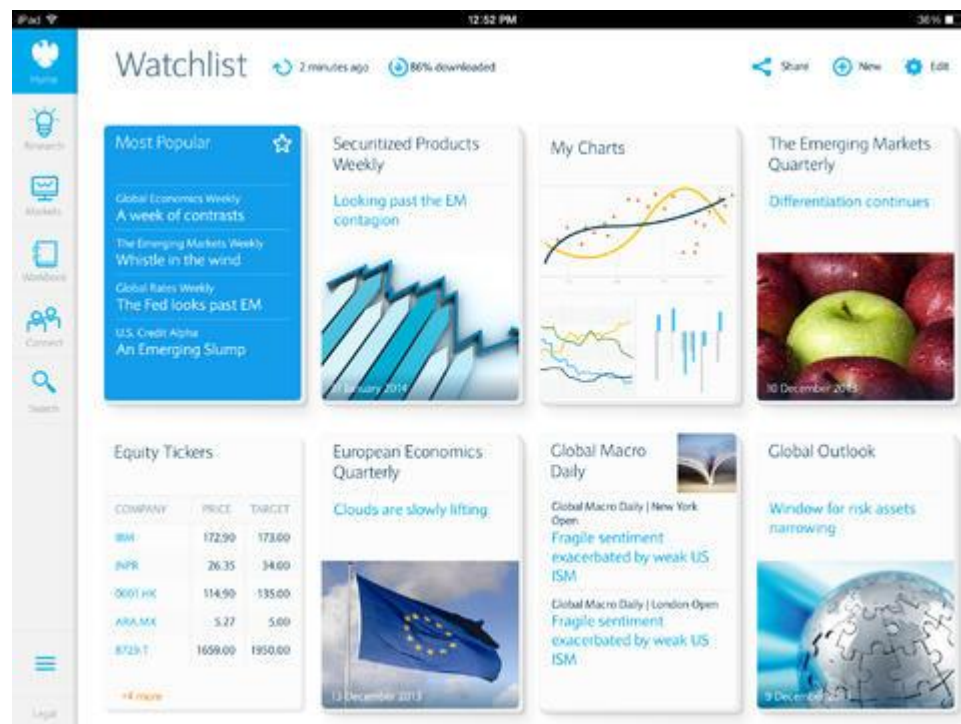 iPad
12:52 PM
36%
Home
Research
Markets
Workbook
Connect
Search
Legal
Watchlist
2 minutes ago
86% downloaded
Share
New
Edit
Most Popular
Global Economics Weekly
A week of contrasts
The Emerging Markets Weekly
Whistle in the wind
Global Rates Weekly
The Fed looks past EM
U.S. Credit Alpha
An Emerging Slump
Securitized Products
Weekly
Looking past the EM
contagion
January 2014
My Charts
The Emerging Markets
Quarterly
Differentiation continues
10 December 2013
Equity Tickers
COMPANY PRICE TARGET
IBM 172.90 173.00
JNPR 26.35 34.00
0001.HK 114.90 135.00
ARA.MX 5.27 5.00
8729.T 1659.00 1950.00
+4 more
European Economics
Quarterly
Clouds are slowly lifting
13 December 2013
Global Macro
Daily
Global Macro Daily | New York
Open
Fragile sentiment
exacerbated by weak US
ISM
Global Macro Daily | London Open
Fragile sentiment
exacerbated by weak US
ISM
Global Outlook
Window for risk assets
narrowing
9 December 2013